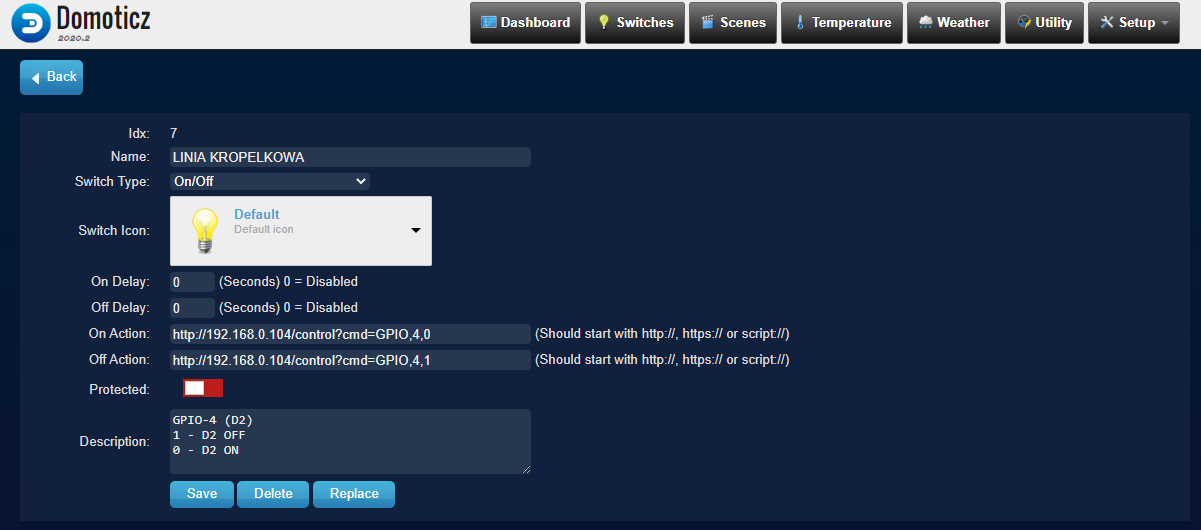 Domoticz
2020.2
Dashboard Switches Scenes Temperature Weather Utility Setup
Back
Idx: 7
Name: LINIA KROPELKOWA
Switch Type: On/Off
Switch Icon: Default
Default icon
On Delay: 0 (Seconds) 0 = Disabled
Off Delay: 0 (Seconds) 0 = Disabled
On Action: http://192.168.0.104/control?cmd=GPIO,4,0 (Should start with http://, https:// or script://)
Off Action: http://192.168.0.104/control?cmd=GPIO,4,1 (Should start with http://, https:// or script://)
Protected:
Description: GPIO-4 (D2)
1 - D2 OFF
0 - D2 ON
Save Delete Replace